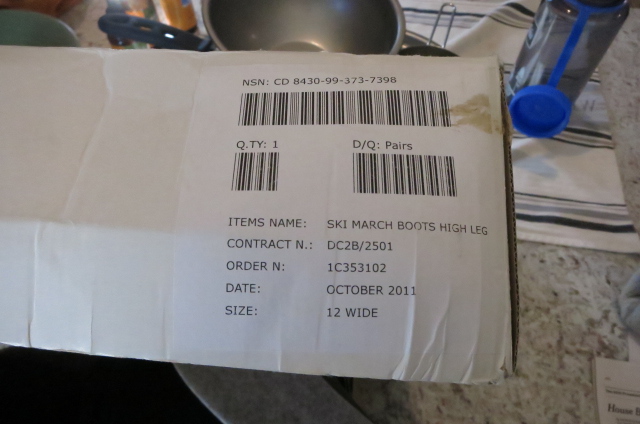 NSN: CD 8430-99-373-7398
Q.TY: 1 D/Q: Pairs
ITEMS NAME: SKI MARCH BOOTS HIGH LEG
CONTRACT N.: DC2B/2501
ORDER N: 1C353102
DATE: OCTOBER 2011
SIZE: 12 WIDE
House B